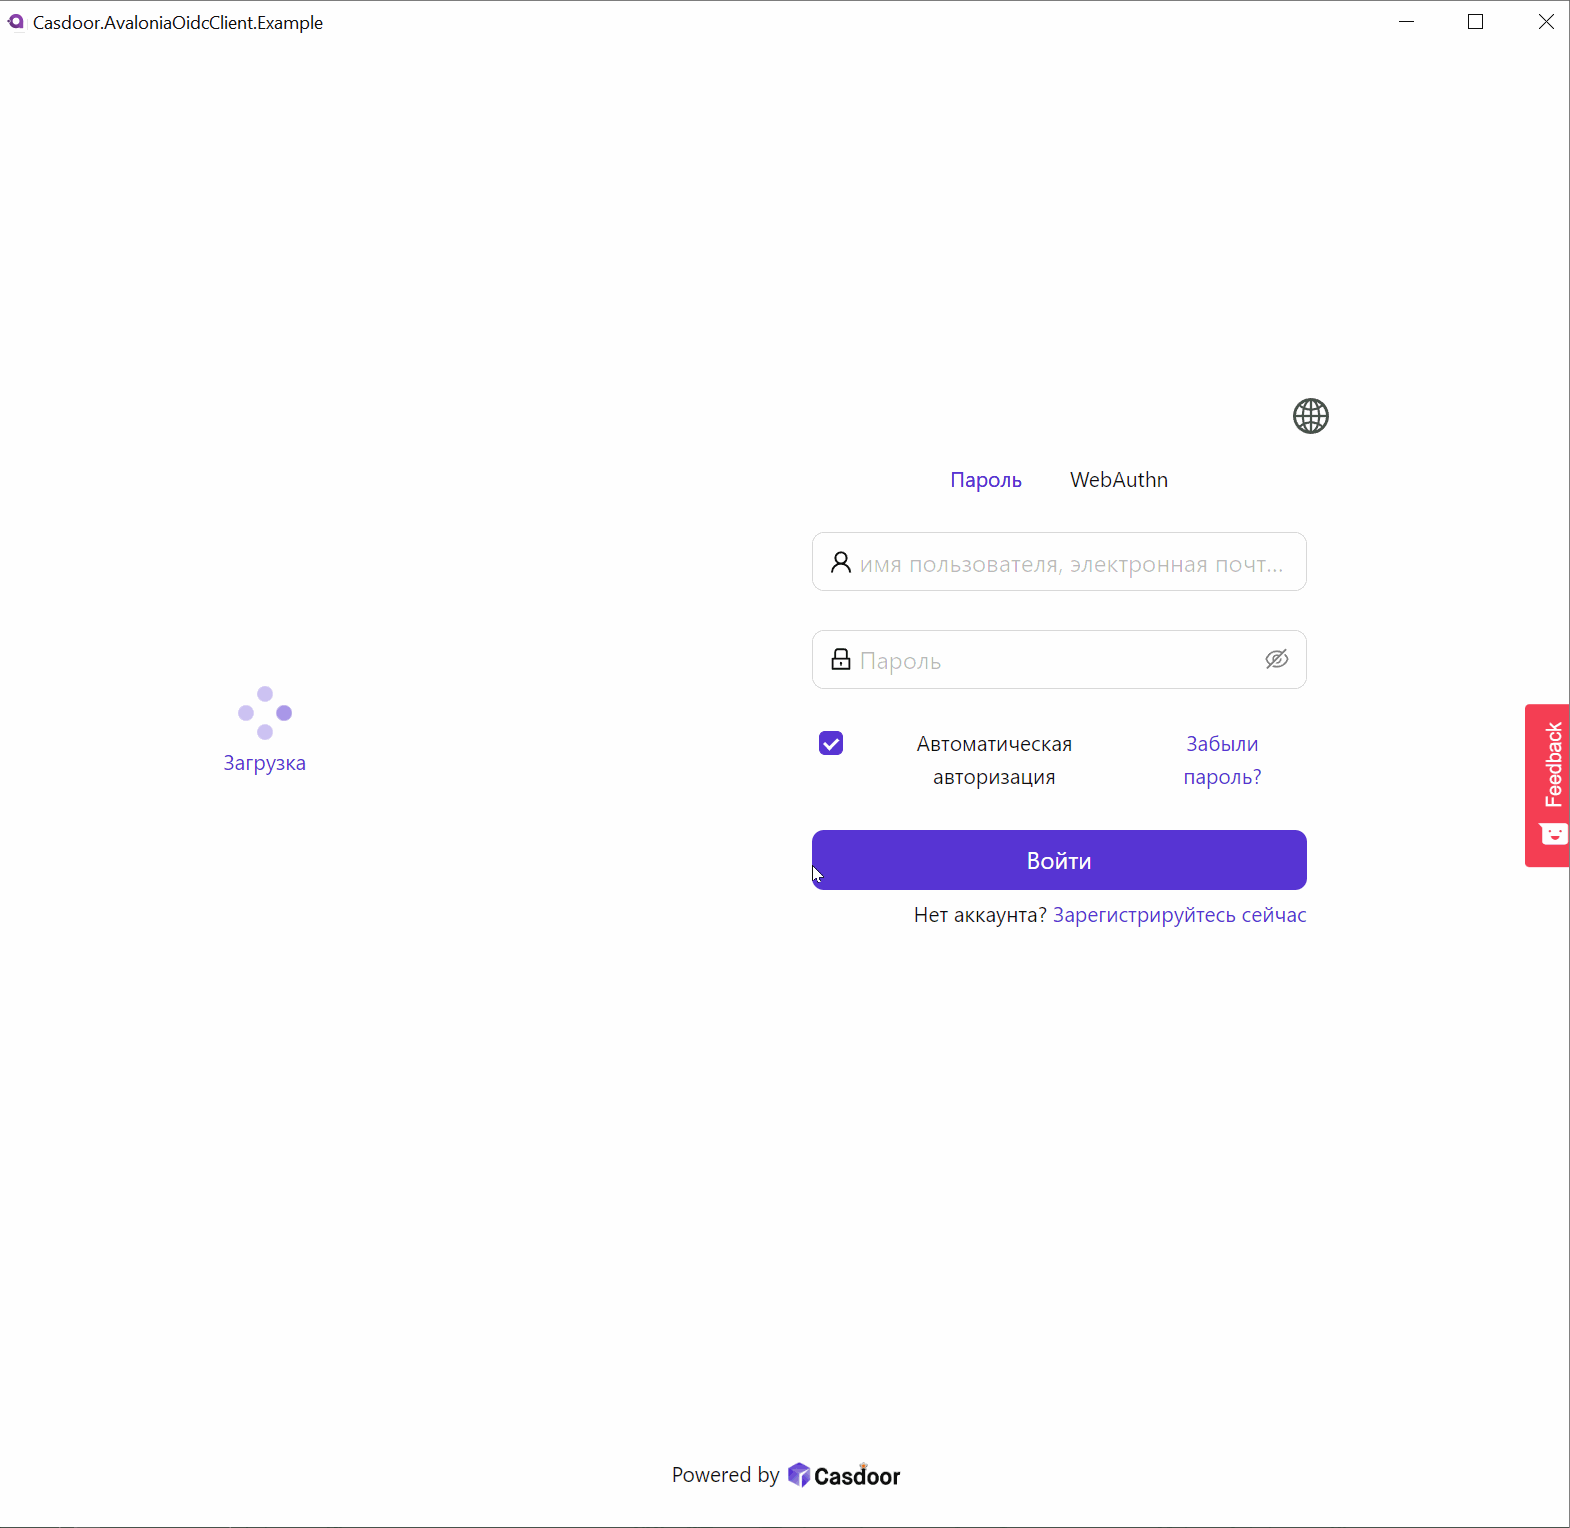 Casdoor.AvaloniaOidcClient.Example
Пароль WebAuthn
имя пользователя, электронная почт...
Пароль
Загрузка
Автоматическая
авторизация
Забыли
пароль?
Войти
Нет аккаунта? Зарегистрируйтесь сейчас
Feedback
Powered by Casdoor